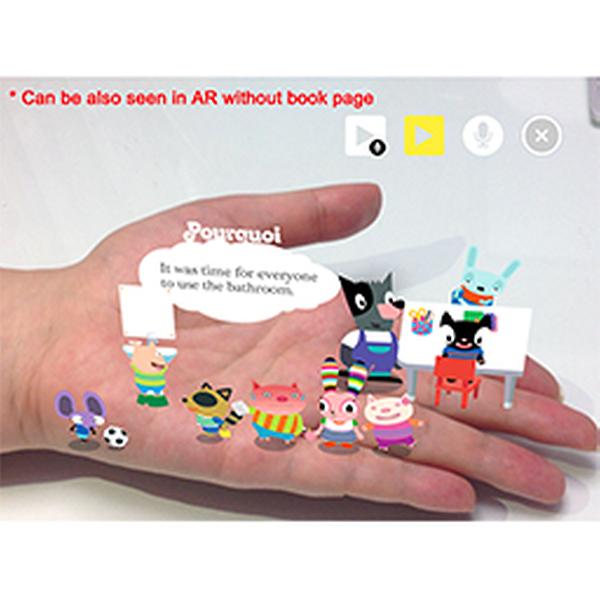 * Can be also seen in AR without book page
Pourquoi
It was time for everyone
to use the bathroom.